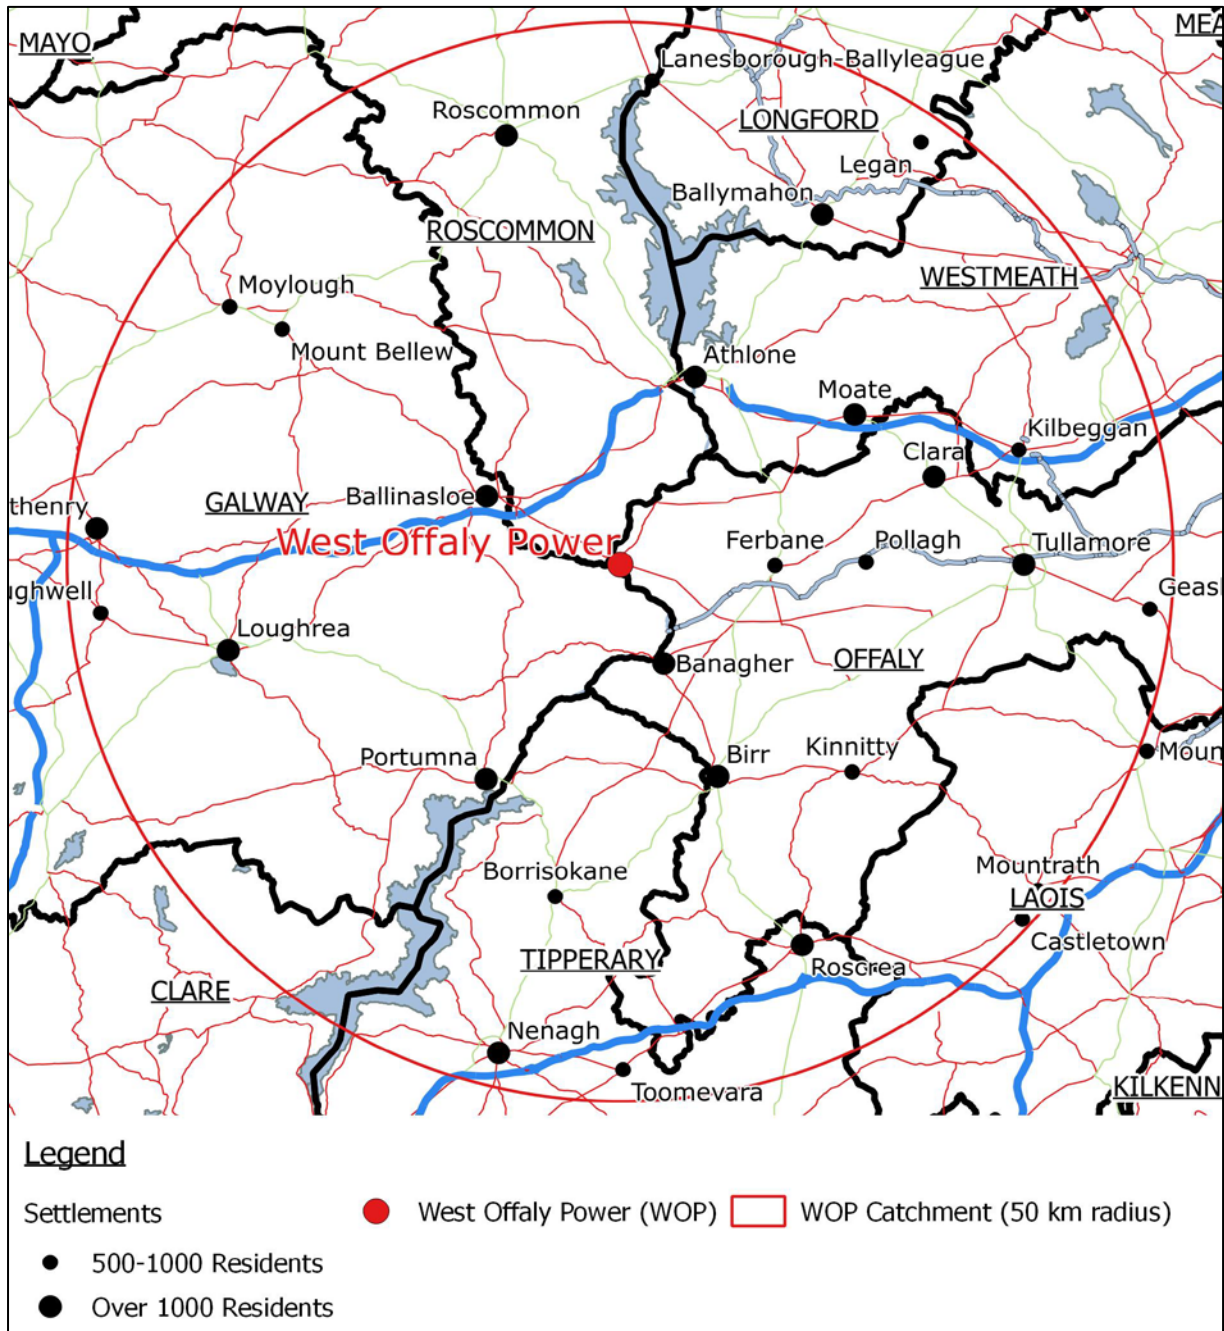 MAYO
MEA
Lanesborough-Ballyleague
Roscommon
LONGFORD
Legan
Ballymahon
ROSCOMMON
WESTMEATH
Moylough
Mount Bellew
Athlone
Moate
Kilbeggan
Clara
thenry
GALWAY
Ballinasloe
West Offaly Power
Ferbane
Pollagh
Tullamore
ughwell
Geash
Loughrea
Banagher
OFFALY
Portumna
Birr
Kinnitty
Moun
Borrisokane
Mountrath
LAOIS
Castletown
TIPPERARY
Roscrea
CLARE
Nenagh
Toomevara
KILKENN
Legend
Settlements
West Offaly Power (WOP)
WOP Catchment (50 km radius)
500-1000 Residents
Over 1000 Residents